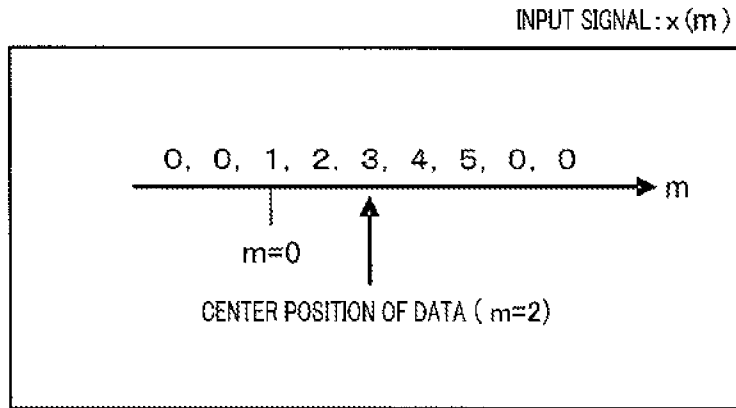 INPUT SIGNAL: x(m)
0, 0, 1, 2, 3, 4, 5, 0, 0
m
m=0
CENTER POSITION OF DATA ( m=2)